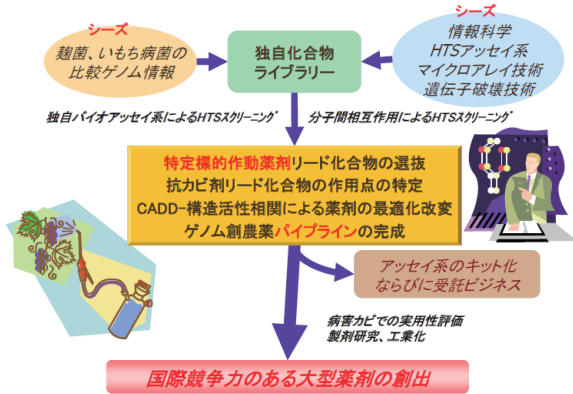 シーズ
麹菌、いもち病菌の
比較ゲノム情報
独自化合物
ライブラリー
シーズ
情報科学
HTSアッセイ系
マイクロアレイ技術
遺伝子破壊技術
独自バイオアッセイ系によるHTSスクリーニング
分子間相互作用によるHTSスクリーニング
特定標的作動薬剤リード化合物の選抜
抗カビ剤リード化合物の作用点の特定
CADD-構造活性相関による薬剤の最適化改変
ゲノム創農薬パイプラインの完成
アッセイ系のキット化
ならびに受託ビジネス
病害カビでの実用性評価
製剤研究、工業化
国際競争力のある大型薬剤の創出